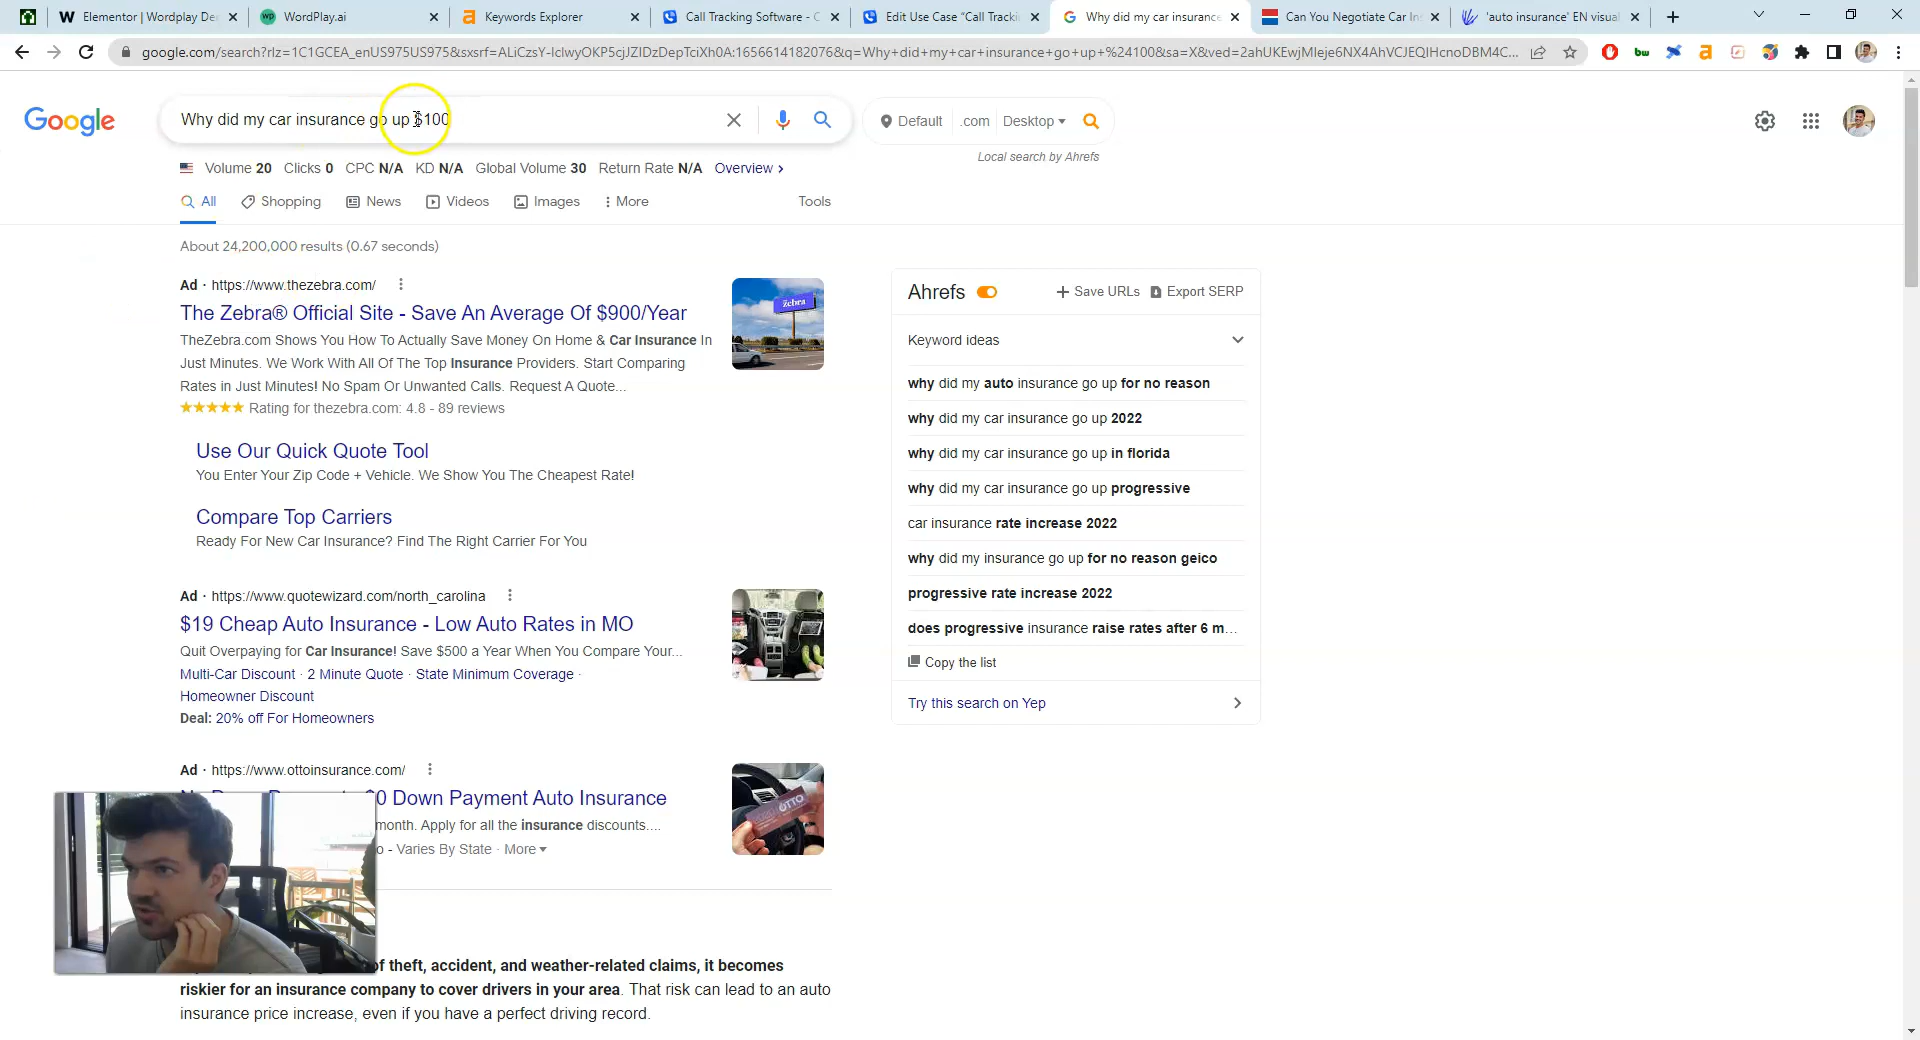 Elementor | Wordplay De
WordPlay.ai
Keywords Explorer
Call Tracking Software - C
Edit Use Case "Call Tracki
Why did my car insurance
Can You Negotiate Car In
'auto insurance' EN visual
google.com/search?rlz=1C1GCEA_enUS975US975&sxsrf=ALiCzsY-IclwyOKP5cjJZIDzDepTciXh0A:1656614182076&q=Why+did+my+car+insurance+go+up+%24100&sa=X&ved=2ahUKEwjMleje6NX4AhVCJEQIHcnoDBM4C...
Google
Why did my car insurance go up $100
Default .com Desktop
Local search by Ahrefs
Volume 20 Clicks 0 CPC N/A KD N/A Global Volume 30 Return Rate N/A Overview
All Shopping News Videos Images More Tools
About 24,200,000 results (0.67 seconds)
Ad · https://www.thezebra.com/
The Zebra® Official Site - Save An Average Of $900/Year
TheZebra.com Shows You How To Actually Save Money On Home & Car Insurance In
Just Minutes. We Work With All Of The Top Insurance Providers. Start Comparing
Rates in Just Minutes! No Spam Or Unwanted Calls. Request A Quote...
Rating for thezebra.com: 4.8 - 89 reviews
zebra
Use Our Quick Quote Tool
You Enter Your Zip Code + Vehicle. We Show You The Cheapest Rate!
Compare Top Carriers
Ready For New Car Insurance? Find The Right Carrier For You
Ad · https://www.quotewizard.com/north_carolina
$19 Cheap Auto Insurance - Low Auto Rates in MO
Quit Overpaying for Car Insurance! Save $500 a Year When You Compare Your...
Multi-Car Discount · 2 Minute Quote · State Minimum Coverage ·
Homeowner Discount
Deal: 20% off For Homeowners
Ad · https://www.ottoinsurance.com/
0 Down Payment Auto Insurance
month. Apply for all the insurance discounts....
o - Varies By State · More
OTTO
of theft, accident, and weather-related claims, it becomes
riskier for an insurance company to cover drivers in your area. That risk can lead to an auto
insurance price increase, even if you have a perfect driving record.
Ahrefs
Save URLs
Export SERP
Keyword ideas
why did my auto insurance go up for no reason
why did my car insurance go up 2022
why did my car insurance go up in florida
why did my car insurance go up progressive
car insurance rate increase 2022
why did my insurance go up for no reason geico
progressive rate increase 2022
does progressive insurance raise rates after 6 m...
Copy the list
Try this search on Yep